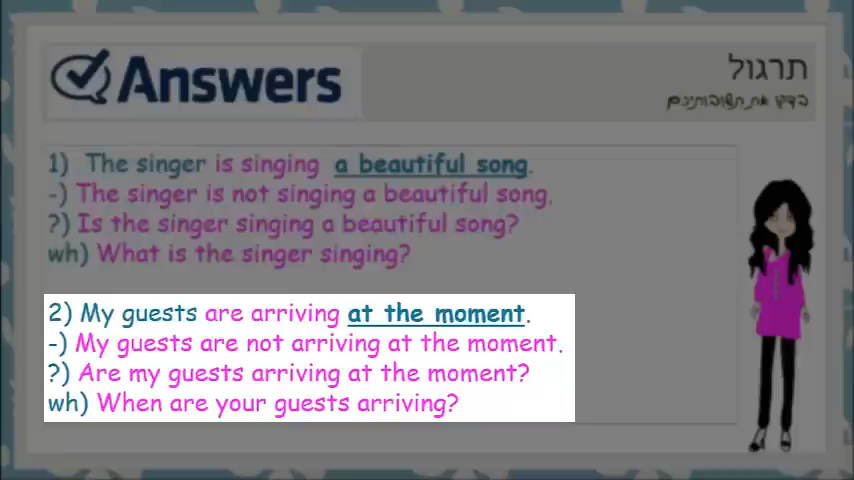 Answers
תרגול
בדקו את תשובותיכם
1) The singer is singing a beautiful song.
-) The singer is not singing a beautiful song.
?) Is the singer singing a beautiful song?
wh) What is the singer singing?
2) My guests are arriving at the moment.
-) My guests are not arriving at the moment.
?) Are my guests arriving at the moment?
wh) When are your guests arriving?